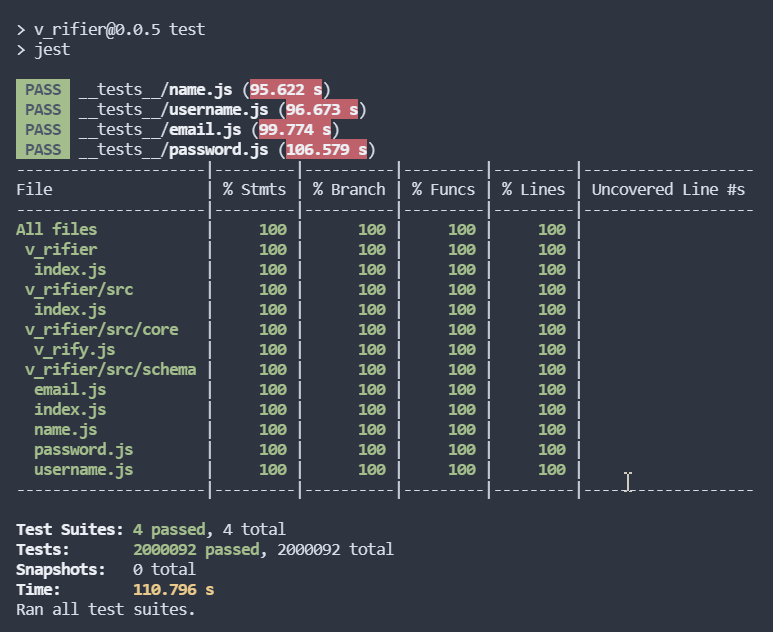 > v_rifier@0.0.5 test
> jest
PASS __tests__/name.js (95.622 s)
PASS __tests__/username.js (96.673 s)
PASS __tests__/email.js (99.774 s)
PASS __tests__/password.js (106.579 s)
---------------------|---------|----------|---------|---------|-------------------
File                 | % Stmts | % Branch | % Funcs | % Lines | Uncovered Line #s
---------------------|---------|----------|---------|---------|-------------------
All files            |     100 |      100 |     100 |     100 |
 v_rifier            |     100 |      100 |     100 |     100 |
  index.js           |     100 |      100 |     100 |     100 |
 v_rifier/src        |     100 |      100 |     100 |     100 |
  index.js           |     100 |      100 |     100 |     100 |
 v_rifier/src/core   |     100 |      100 |     100 |     100 |
  v_rify.js          |     100 |      100 |     100 |     100 |
 v_rifier/src/schema |     100 |      100 |     100 |     100 |
  email.js           |     100 |      100 |     100 |     100 |
  index.js           |     100 |      100 |     100 |     100 |
  name.js            |     100 |      100 |     100 |     100 |
  password.js        |     100 |      100 |     100 |     100 |
  username.js        |     100 |      100 |     100 |     100 |
---------------------|---------|----------|---------|---------|-------------------
Test Suites: 4 passed, 4 total
Tests:       2000092 passed, 2000092 total
Snapshots:   0 total
Time:        110.796 s
Ran all test suites.